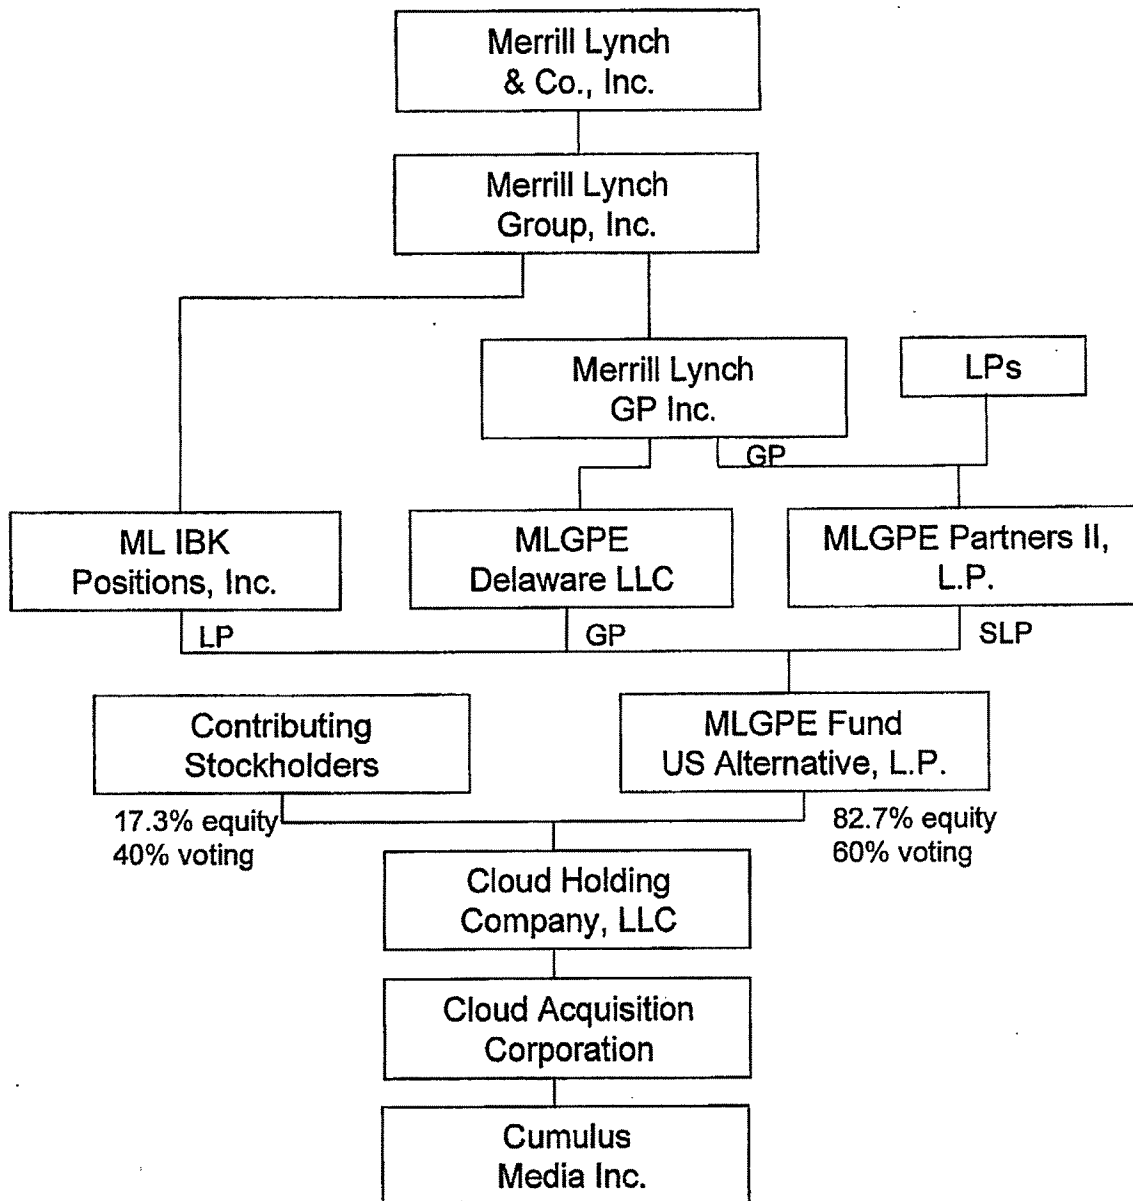 Merrill Lynch
& Co., Inc.
Merrill Lynch
Group, Inc.
Merrill Lynch
GP Inc.
LPs
GP
ML IBK
Positions, Inc.
MLGPE
Delaware LLC
MLGPE Partners II,
L.P.
LP
GP
SLP
Contributing
Stockholders
MLGPE Fund
US Alternative, L.P.
17.3% equity
40% voting
82.7% equity
60% voting
Cloud Holding
Company, LLC
Cloud Acquisition
Corporation
Cumulus
Media Inc.